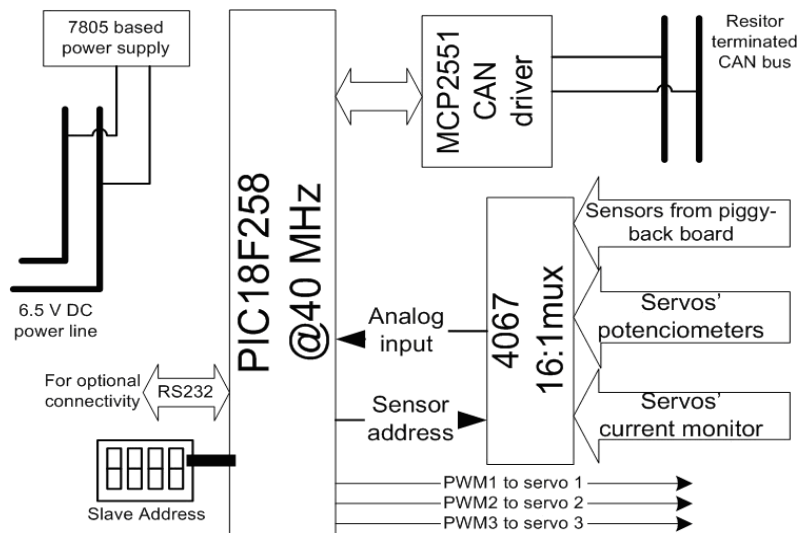 7805 based
power supply
6.5 V DC
power line
PIC18F258
@40 MHz
MCP2551
CAN
driver
Resitor
terminated
CAN bus
Sensors from piggy-
back board
Servos'
potenciometers
Servos'
current monitor
4067
16:1mux
Analog
input
Sensor
address
For optional
connectivity
RS232
Slave Address
PWM1 to servo 1
PWM2 to servo 2
PWM3 to servo 3